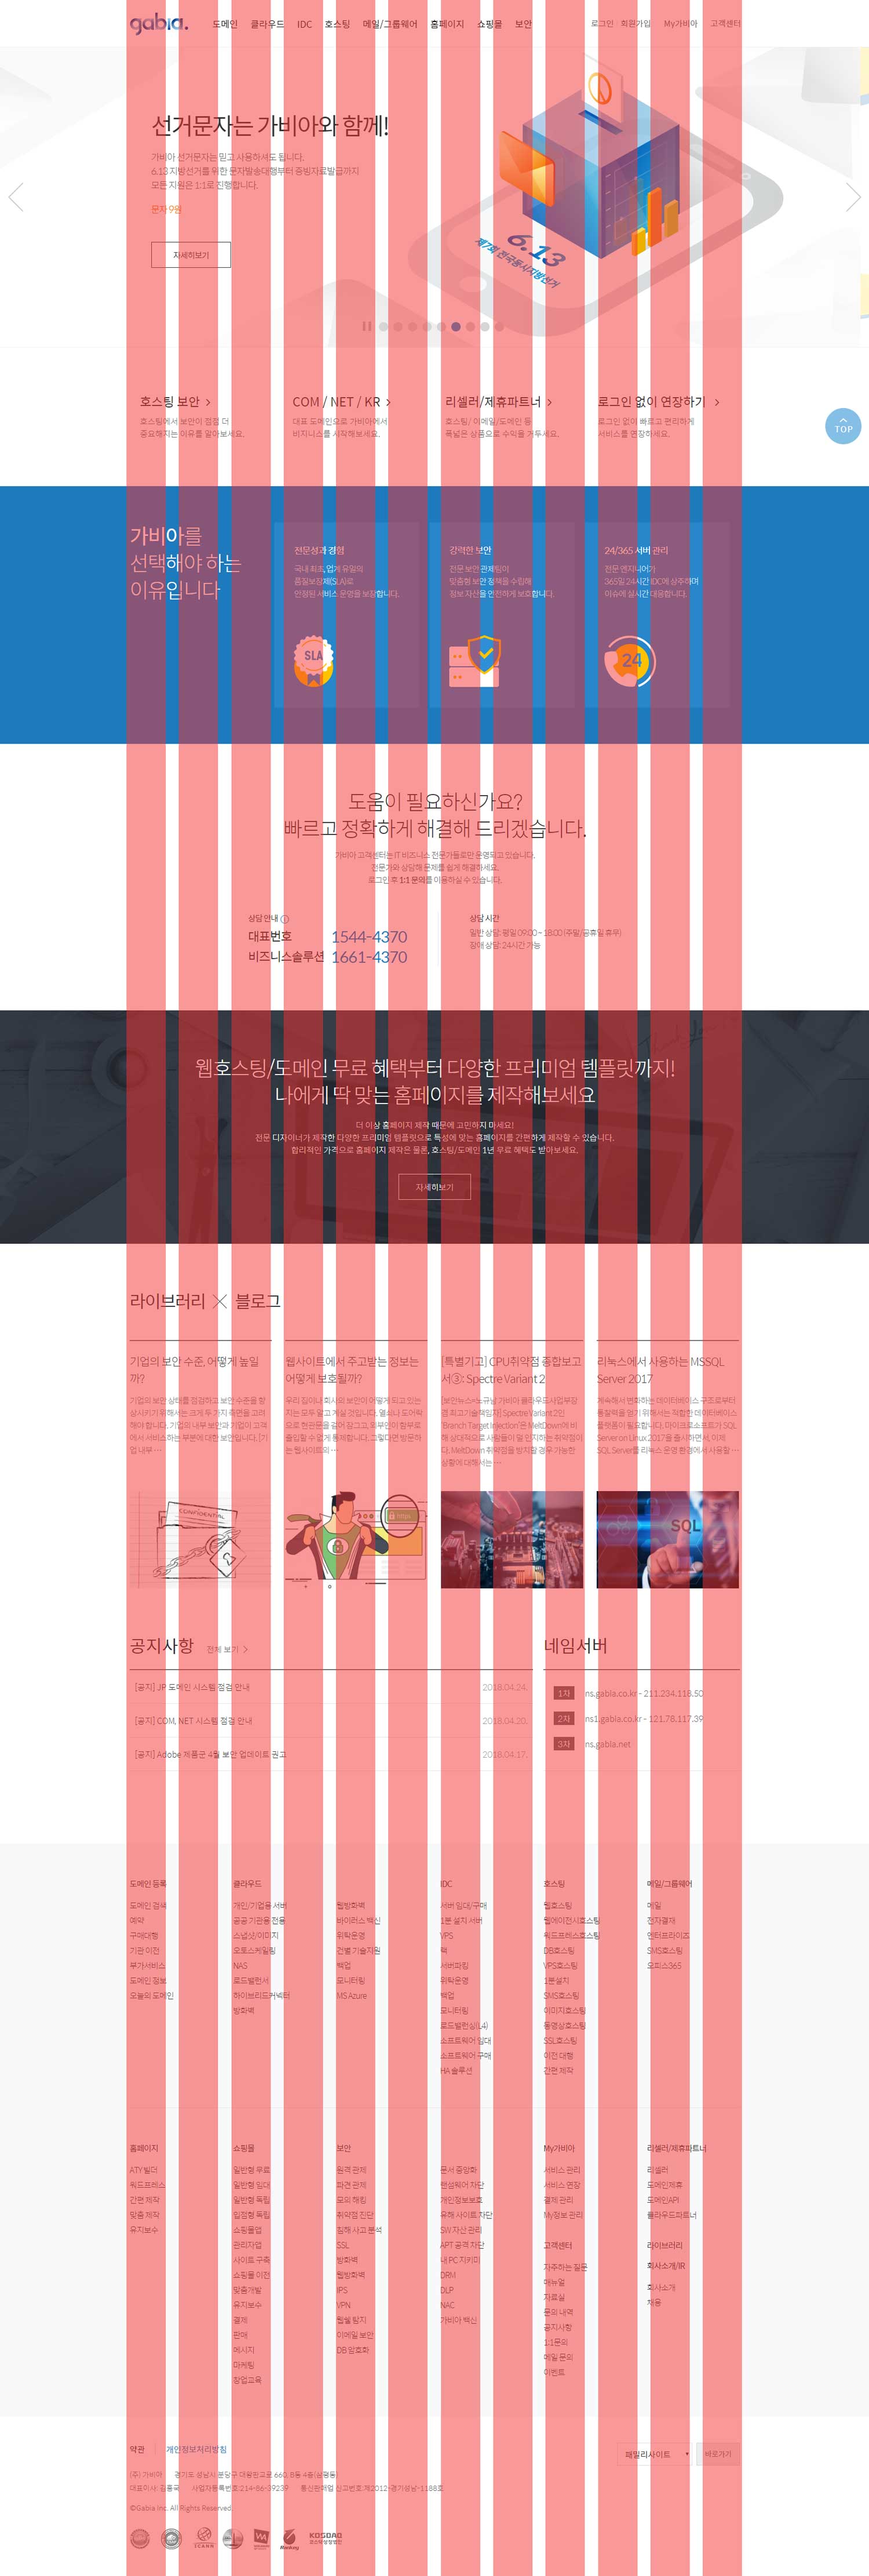 gabia.
도메인 클라우드 IDC 호스팅 메일/그룹웨어 홈페이지 쇼핑몰 보안
로그인 회원가입 My가비아 고객센터
선거문자는 가비아와 함께!
가비아 선거문자는 믿고 사용하셔도 됩니다.
6.13 지방선거를 위한 문자발송대행부터 증빙자료발급까지
모든 지원은 1:1로 진행합니다.
문자 9원
자세히보기
6.13
제7회 전국동시지방선거
호스팅 보안
호스팅에서 보안이 점점 더
중요해지는 이유를 알아보세요.
COM / NET / KR
대표 도메인으로 가비아에서
비지니스를 시작해보세요.
리셀러/제휴파트너
호스팅/ 이메일/도메인 등
폭넓은 상품으로 수익을 거두세요.
로그인 없이 연장하기
로그인 없이 빠르고 편리하게
서비스를 연장하세요.
TOP
가비아를
선택해야 하는
이유입니다
전문성과 경험
국내 최초, 업계 유일의
품질보장제(SLA)로
안정된 서비스 운영을 보장합니다.
SLA
강력한 보안
전문 보안 관제팀이
맞춤형 보안 정책을 수립해
정보 자산을 안전하게 보호합니다.
24/365 서버 관리
전문 엔지니어가
365일 24시간 IDC에 상주하며
이슈에 실시간 대응합니다.
24
도움이 필요하신가요?
빠르고 정확하게 해결해 드리겠습니다.
가비아 고객센터는 IT 비즈니스 전문가들로만 운영되고 있습니다.
전문가와 상담해 문제를 쉽게 해결하세요.
로그인 후 1:1 문의를 이용하실 수 있습니다.
상담 안내
대표번호 1544-4370
비즈니스솔루션 1661-4370
상담 시간
일반 상담: 평일 09:00 ~ 18:00 (주말/공휴일 휴무)
장애 상담: 24시간 가능
웹호스팅/도메인 무료 혜택부터 다양한 프리미엄 템플릿까지!
나에게 딱 맞는 홈페이지를 제작해보세요
더 이상 홈페이지 제작 때문에 고민하지 마세요!
전문 디자이너가 제작한 다양한 프리미엄 템플릿으로 특성에 맞는 홈페이지를 간편하게 제작할 수 있습니다.
합리적인 가격으로 홈페이지 제작은 물론, 호스팅/도메인 1년 무료 혜택도 받아보세요.
자세히보기
라이브러리 × 블로그
기업의 보안 수준, 어떻게 높일
까?
기업의 보안 상태를 점검하고 보안 수준을 향
상시키기 위해서는 크게 두 가지 측면을 고려
해야 합니다. 기업의 내부 보안과 기업이 고객
에서 서비스하는 부분에 대한 보안입니다. [기
업 내부 …
CONFIDENTIAL
웹사이트에서 주고받는 정보는
어떻게 보호될까?
우리 집이나 회사의 보안이 어떻게 되고 있는
지는 모두 알고 계실 것입니다. 열쇠나 도어락
으로 현관문을 걸어 잠그고, 외부인이 함부로
출입할 수 없게 통제합니다. 그렇다면 방문하
는 웹사이트의 …
https
[특별기고] CPU취약점 종합보고
서③: Spectre Variant 2
[보안뉴스=노규남 가비아 클라우드사업부장
겸 최고기술책임자] Spectre Variant 2인
'Branch Target Injection'은 MeltDown에 비
해 상대적으로 사람들이 덜 인지하는 취약점이
다. MeltDown 취약점을 방치할 경우 가능한
상황에 대해서는 …
리눅스에서 사용하는 MSSQL
Server 2017
계속해서 변화하는 데이터베이스 구조로부터
통찰력을 얻기 위해서는 적합한 데이터베이스
플랫폼이 필요합니다. 마이크로소프트가 SQL
Server on Linux 2017을 출시하면서, 이제
SQL Server를 리눅스 운영 환경에서 사용할 …
SQL
공지사항 전체 보기
[공지] JP 도메인 시스템 점검 안내 2018.04.24.
[공지] COM, NET 시스템 점검 안내 2018.04.20.
[공지] Adobe 제품군 4월 보안 업데이트 권고 2018.04.17.
네임서버
1차 ns.gabia.co.kr - 211.234.118.50
2차 ns1.gabia.co.kr - 121.78.117.39
3차 ns.gabia.net
도메인 등록
도메인 검색
예약
구매대행
기관 이전
부가서비스
도메인 정보
오늘의 도메인
클라우드
개인/기업용 서버
공공 기관용 전용
스냅샷/이미지
오토스케일링
NAS
로드밸런서
하이브리드커넥터
방화벽
웹방화벽
바이러스 백신
위탁운영
건별 기술지원
백업
모니터링
MS Azure
IDC
서버 임대/구매
1분 설치 서버
VPS
랙
서버파킹
위탁운영
백업
모니터링
로드밸런싱(L4)
소프트웨어 임대
소프트웨어 구매
HA 솔루션
호스팅
웹호스팅
웹에이전시호스팅
워드프레스호스팅
DB호스팅
VPS호스팅
1분설치
SMS호스팅
이미지호스팅
동영상호스팅
SSL호스팅
이전 대행
간편 제작
메일/그룹웨어
메일
전자결재
엔터프라이즈
SMS호스팅
오피스365
홈페이지
ATY 빌더
워드프레스
간편 제작
맞춤 제작
유지보수
쇼핑몰
일반형 무료
일반형 임대
일반형 독립
입점형 독립
쇼핑몰앱
관리자앱
사이트 구축
쇼핑몰 이전
맞춤개발
유지보수
결제
판매
메시지
마케팅
창업교육
보안
원격 관제
파견 관제
모의 해킹
취약점 진단
침해 사고 분석
SSL
방화벽
웹방화벽
IPS
VPN
웹쉘 탐지
이메일 보안
DB 암호화
문서 중앙화
랜섬웨어 차단
개인정보보호
유해 사이트 차단
SW 자산 관리
APT 공격 차단
내 PC 지키미
DRM
DLP
NAC
가비아 백신
My가비아
서비스 관리
서비스 연장
결제 관리
My정보 관리
고객센터
자주하는 질문
매뉴얼
자료실
문의 내역
공지사항
1:1문의
메일 문의
이벤트
리셀러/제휴파트너
리셀러
도메인제휴
도메인API
클라우드파트너
라이브러리
회사소개/IR
회사소개
채용
약관 개인정보처리방침
패밀리사이트 바로가기
(주) 가비아 경기도 성남시 분당구 대왕판교로 660, B동 4층(삼평동)
대표이사: 김홍국 사업자등록번호:214-86-39239 통신판매업 신고번호:제2012-경기성남-1188호
©Gabia Inc. All Rights Reserved.
ICANN
Monkey
KOSDAQ
코스닥상장법인